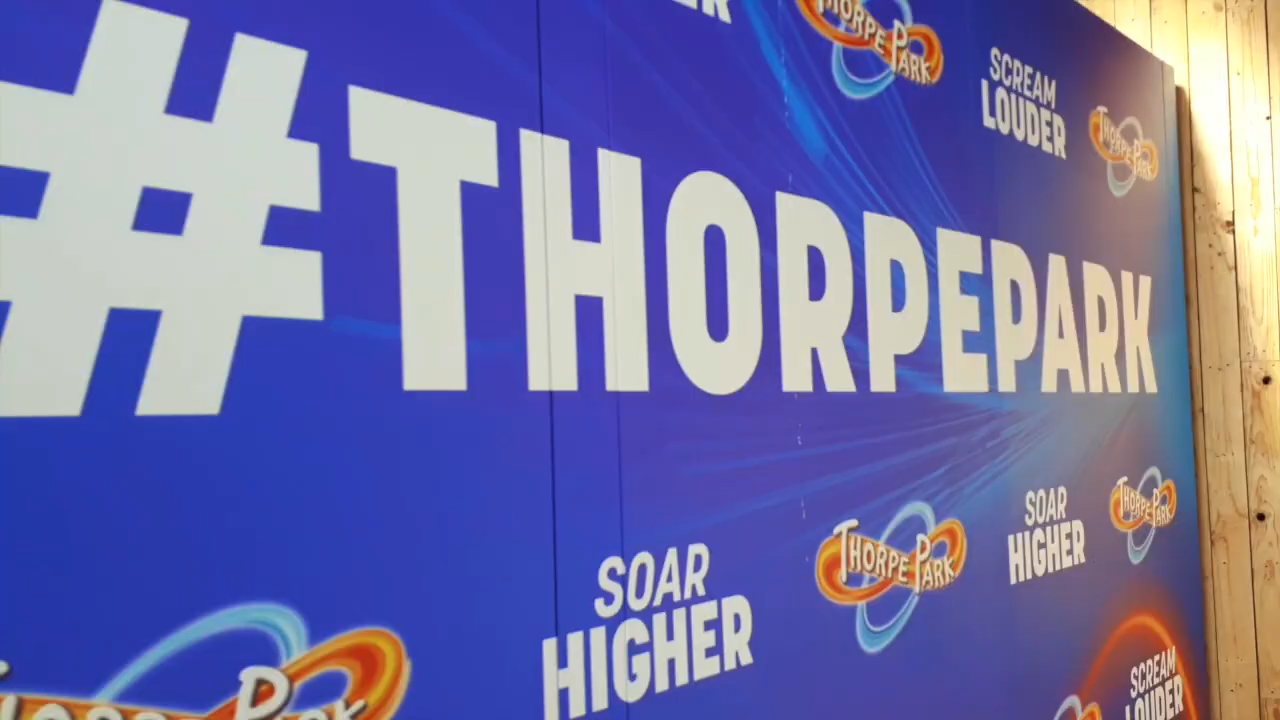 THORPE PARK
SCREAM
LOUDER
THORPE PARK
#THORPEPARK
SOAR
HIGHER
THORPE PARK
SOAR
HIGHER
THORPE PARK
THORPE PARK
SCREAM
LOUDER